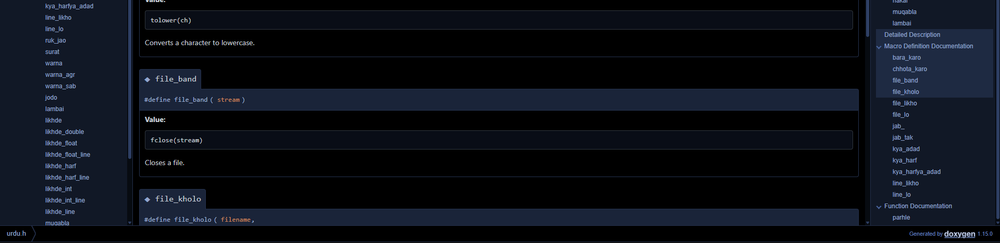 kya_harfya_adad
line_likho
line_lo
ruk_jao
surat
warna
warna_agr
warna_sab
jodo
lambai
likhde
likhde_double
likhde_float
likhde_float_line
likhde_harf
likhde_harf_line
likhde_int
likhde_int_line
likhde_line
muqabla
Value:
tolower(ch)
Converts a character to lowercase.
◆ file_band
#define file_band ( stream )
Value:
fclose(stream)
Closes a file.
◆ file_kholo
#define file_kholo ( filename,
nakal
muqabla
lambai
Detailed Description
Macro Definition Documentation
bara_karo
chhota_karo
file_band
file_kholo
file_likho
file_lo
jab_
jab_tak
kya_adad
kya_harf
kya_harfya_adad
line_likho
line_lo
Function Documentation
parhle
urdu.h
Generated by doxygen 1.15.0